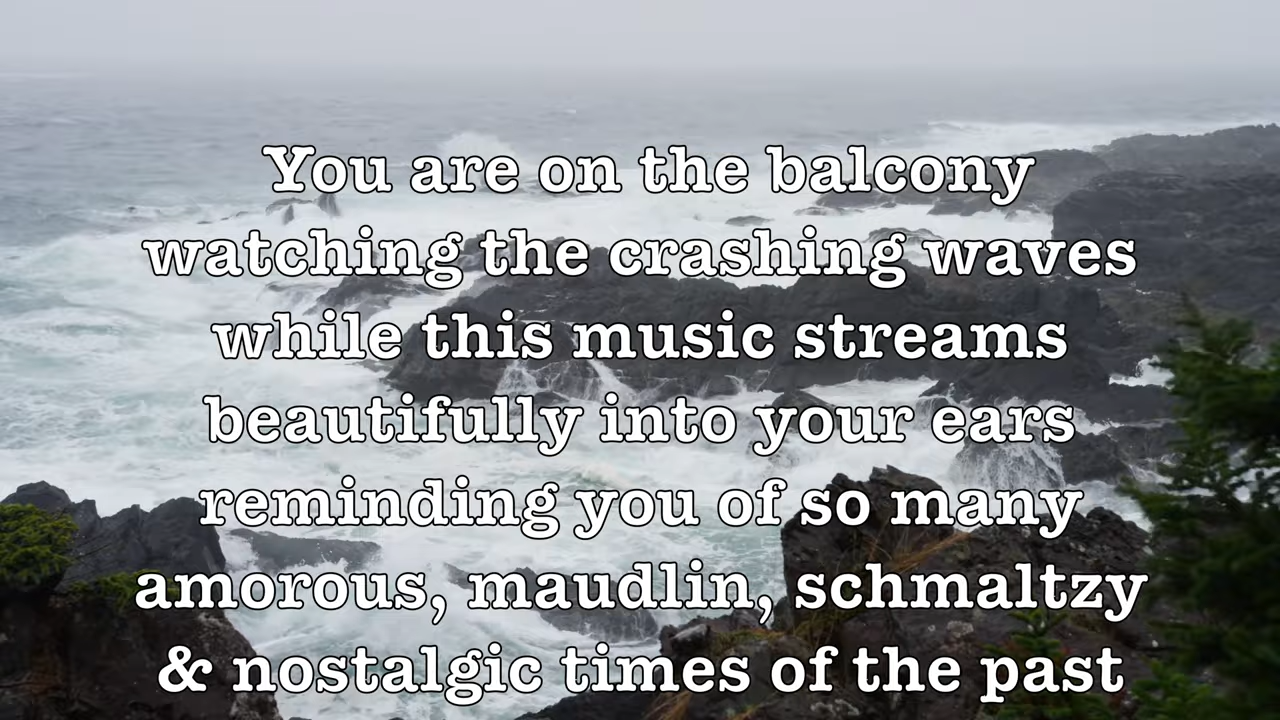 You are on the balcony
watching the crashing waves
while this music streams
beautifully into your ears
reminding you of so many
amorous, maudlin, schmaltzy
& nostalgic times of the past